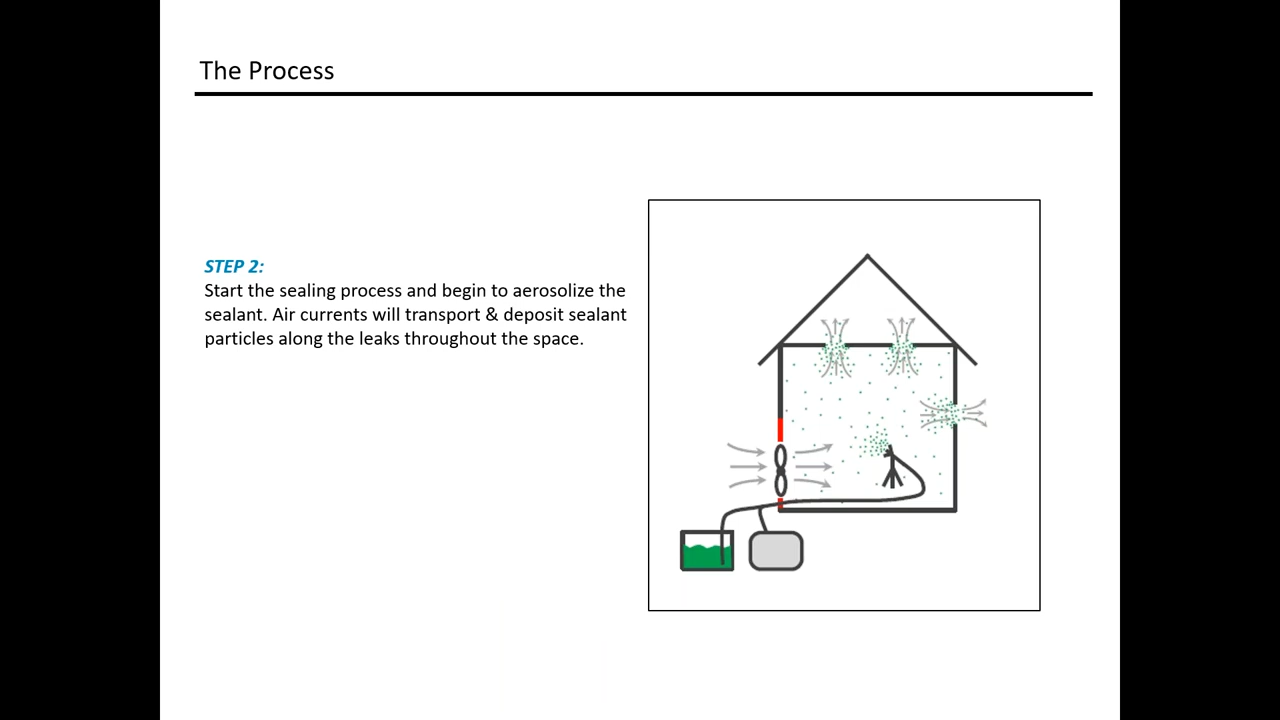 The Process
STEP 2:
Start the sealing process and begin to aerosolize the
sealant. Air currents will transport & deposit sealant
particles along the leaks throughout the space.